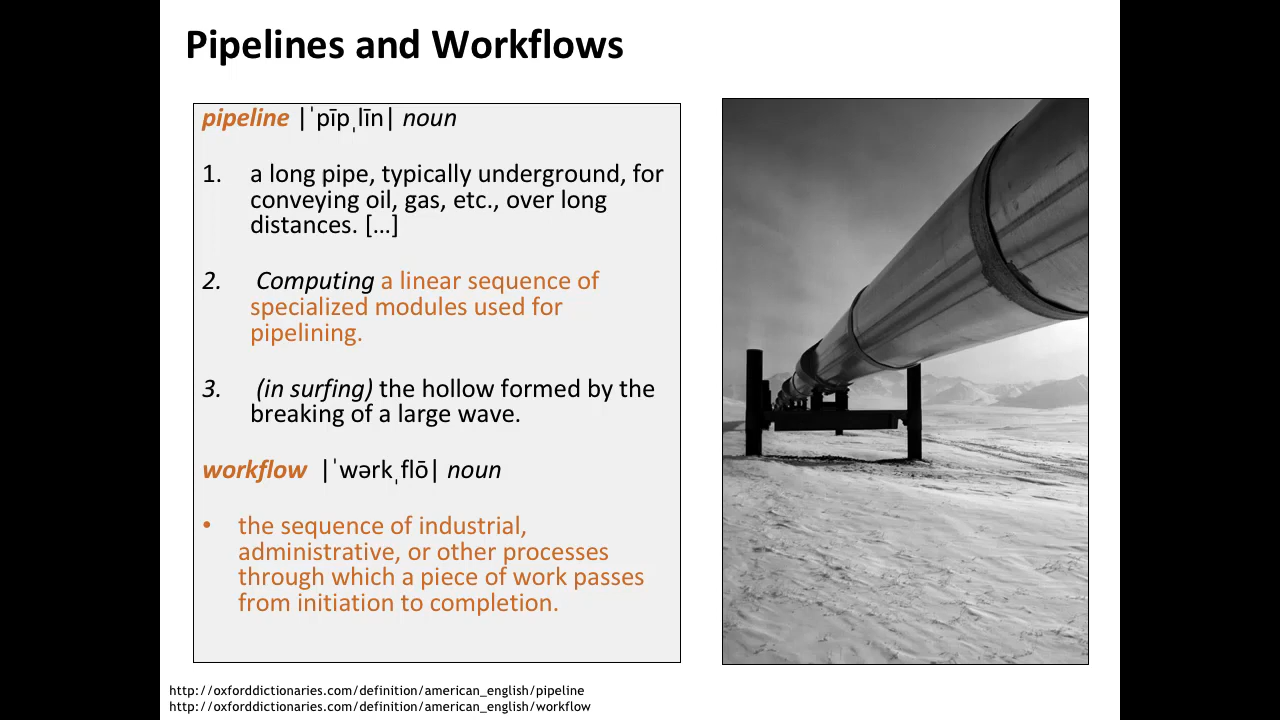 Pipelines and Workflows
pipeline |ˈpīpˌlīn| noun
1. a long pipe, typically underground, for
conveying oil, gas, etc., over long
distances. […]
2. Computing a linear sequence of
specialized modules used for
pipelining.
3. (in surfing) the hollow formed by the
breaking of a large wave.
workflow |ˈwərkˌflō| noun
• the sequence of industrial,
administrative, or other processes
through which a piece of work passes
from initiation to completion.
http://oxforddictionaries.com/definition/american_english/pipeline
http://oxforddictionaries.com/definition/american_english/workflow